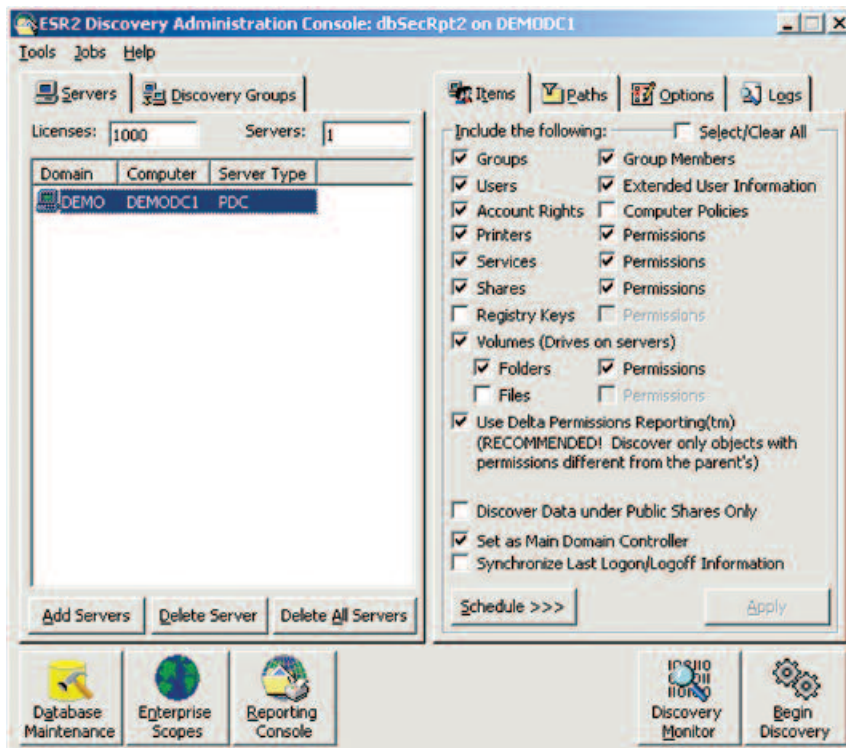 ESR2 Discovery Administration Console: dbSecRpt2 on DEMODC1
Tools Jobs Help
Servers Discovery Groups
Licenses: 1000 Servers: 1
Domain Computer Server Type
DEMO DEMODC1 PDC
Add Servers Delete Server Delete All Servers
Items Paths Options Logs
Include the following: Select/Clear All
Groups Group Members
Users Extended User Information
Account Rights Computer Policies
Printers Permissions
Services Permissions
Shares Permissions
Registry Keys Permissions
Volumes (Drives on servers)
Folders Permissions
Files Permissions
Use Delta Permissions Reporting(tm)
(RECOMMENDED! Discover only objects with
permissions different from the parent's)
Discover Data under Public Shares Only
Set as Main Domain Controller
Synchronize Last Logon/Logoff Information
Schedule >>> Apply
Database
Maintenance
Enterprise
Scopes
Reporting
Console
Discovery
Monitor
Begin
Discovery